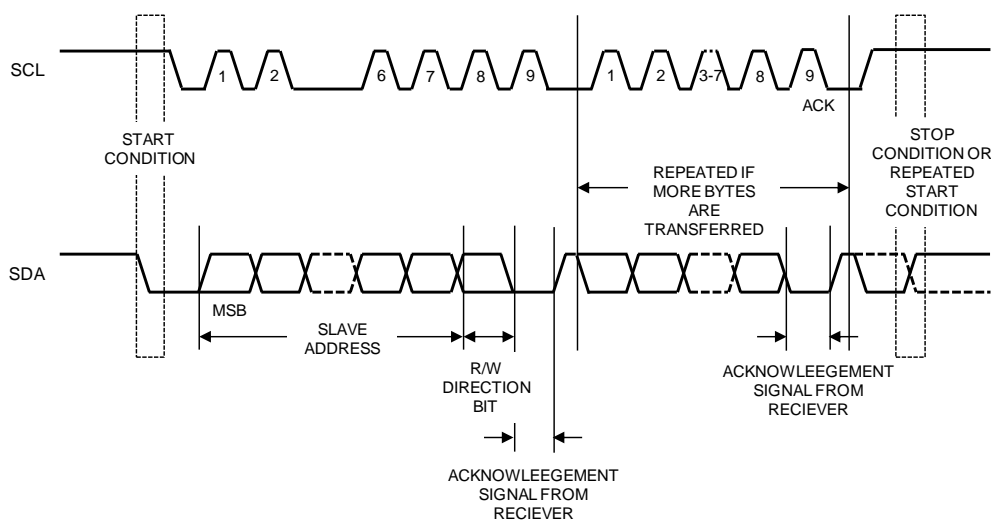 SCL
1
2
6
7
8
9
1
2
3-7
8
9
ACK
START
CONDITION
REPEATED IF
MORE BYTES
ARE
TRANSFERRED
STOP
CONDITION OR
REPEATED
START
CONDITION
SDA
MSB
SLAVE
ADDRESS
R/W
DIRECTION
BIT
ACKNOWLEEGEMENT
SIGNAL FROM
RECIEVER
ACKNOWLEEGEMENT
SIGNAL FROM
RECIEVER